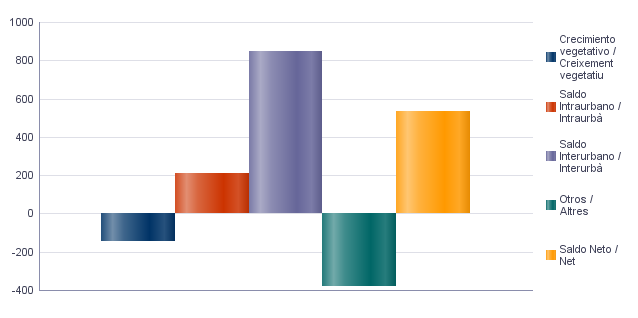 1000
800
600
400
200
0
-200
-400
Crecimiento
vegetativo /
Creixement
vegetatiu
Saldo
Intraurbano /
Intraurbà
Saldo
Interurbano /
Interurbà
Otros /
Altres
Saldo Neto /
Net